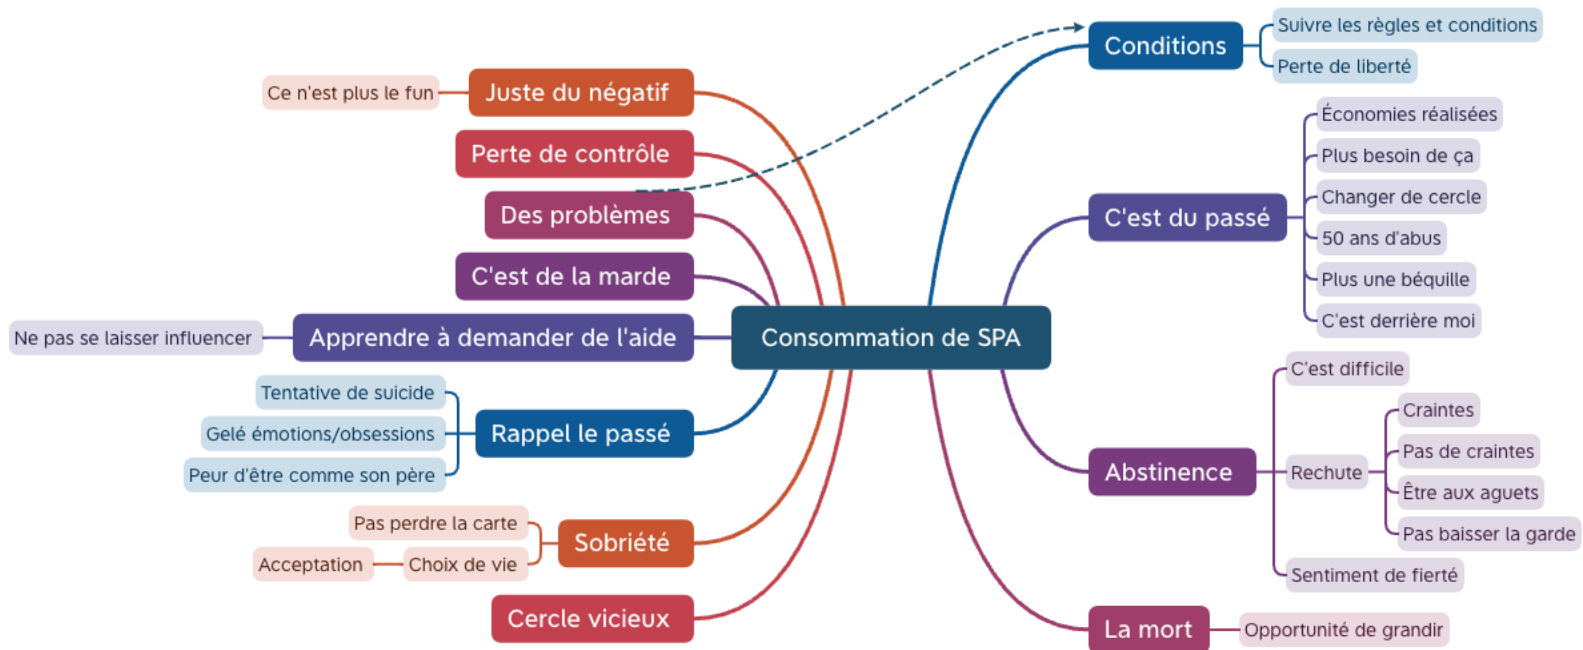 Consommation de SPA
Conditions
Suivre les règles et conditions
Perte de liberté
C'est du passé
Économies réalisées
Plus besoin de ça
Changer de cercle
50 ans d'abus
Plus une béquille
C'est derrière moi
Abstinence
C'est difficile
Rechute
Craintes
Pas de craintes
Être aux aguets
Pas baisser la garde
Sentiment de fierté
La mort
Opportunité de grandir
Juste du négatif
Ce n'est plus le fun
Perte de contrôle
Des problèmes
C'est de la marde
Apprendre à demander de l'aide
Ne pas se laisser influencer
Rappel le passé
Tentative de suicide
Gelé émotions/obsessions
Peur d'être comme son père
Sobriété
Pas perdre la carte
Choix de vie
Acceptation
Cercle vicieux